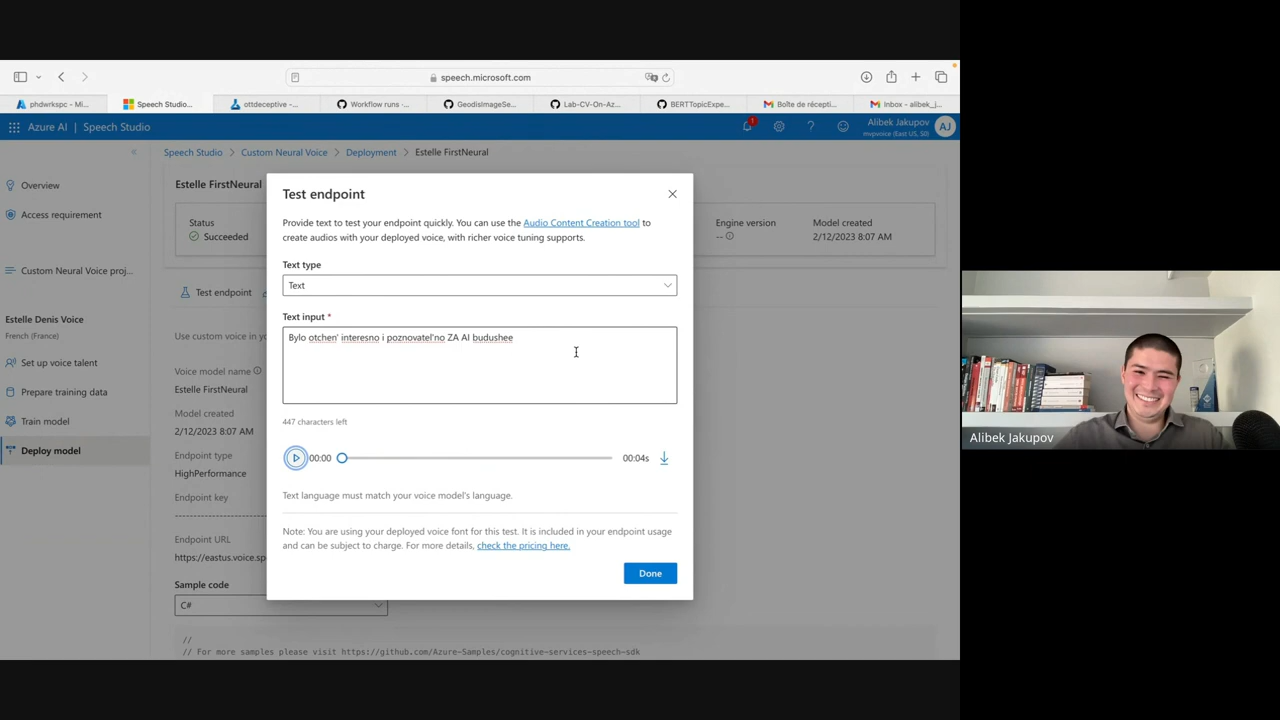 speech.microsoft.com
phdwrkspc - Mi...
Speech Studio...
ottdeceptive -...
Workflow runs ·...
GeodisImageSe...
Lab-CV-On-Az...
BERTTopicExpe...
Boîte de récepti...
Inbox - alibek_j...
Azure AI | Speech Studio
1
Alibek Jakupov
mvpvoice (East US, S0)
AJ
Speech Studio > Custom Neural Voice > Deployment > Estelle FirstNeural
Overview
Access requirement
Custom Neural Voice proj...
Estelle Denis Voice
French (France)
Set up voice talent
Prepare training data
Train model
Deploy model
Estelle FirstNeural
Status
Succeeded
Engine version
--
Model created
2/12/2023 8:07 AM
Test endpoint
Use custom voice in y
Voice model name
Estelle FirstNeural
Model created
2/12/2023 8:07 AM
Endpoint type
HighPerformance
Endpoint key
Endpoint URL
https://eastus.voice.sp
Sample code
C#
//
// For more samples please visit https://github.com/Azure-Samples/cognitive-services-speech-sdk
Test endpoint
Provide text to test your endpoint quickly. You can use the Audio Content Creation tool to
create audios with your deployed voice, with richer voice tuning supports.
Text type
Text
Text input *
Bylo otchen' interesno i poznovatel'no ZA AI budushee
447 characters left
00:00
00:04s
Text language must match your voice model's language.
Note: You are using your deployed voice font for this test. It is included in your endpoint usage
and can be subject to charge. For more details, check the pricing here.
Done
Alibek Jakupov